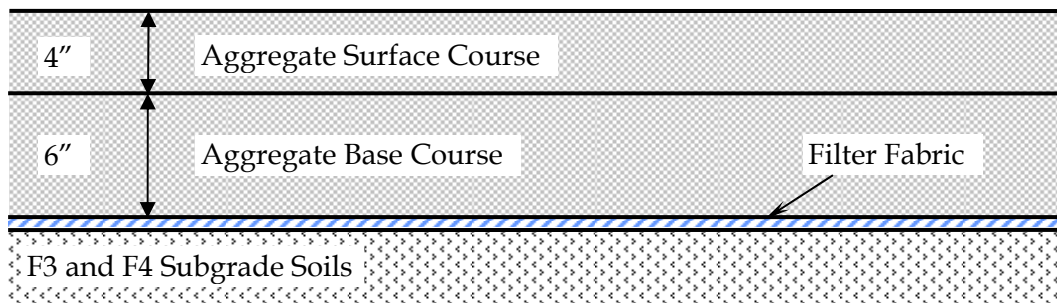 4” Aggregate Surface Course
6” Aggregate Base Course Filter Fabric
F3 and F4 Subgrade Soils